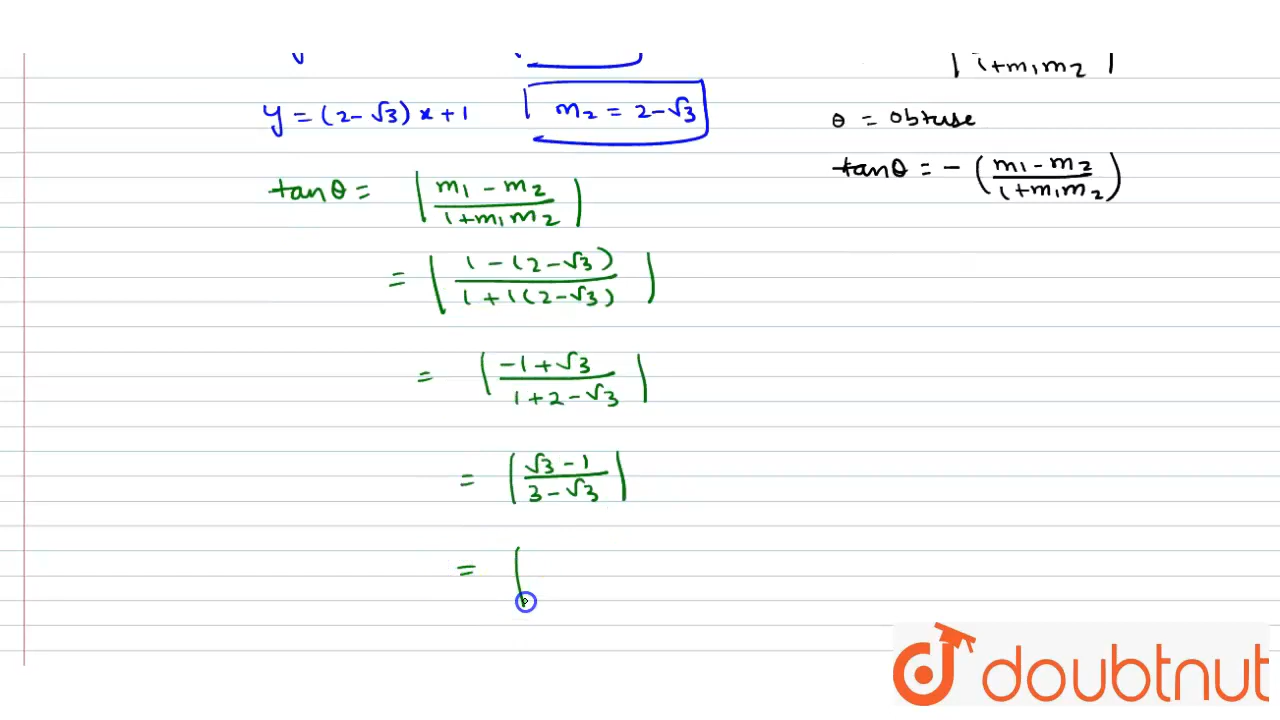 1+m1m2
y = (2-√3)x+1
m2 = 2-√3
θ = obtuse
tanθ = -((m1-m2)/(1+m1m2))
tanθ = |(m1-m2)/(1+m1m2)|
= |(1-(2-√3))/(1+1(2-√3))|
= |(-1+√3)/(1+2-√3)|
= |(√3-1)/(3-√3)|
= |
doubtnut